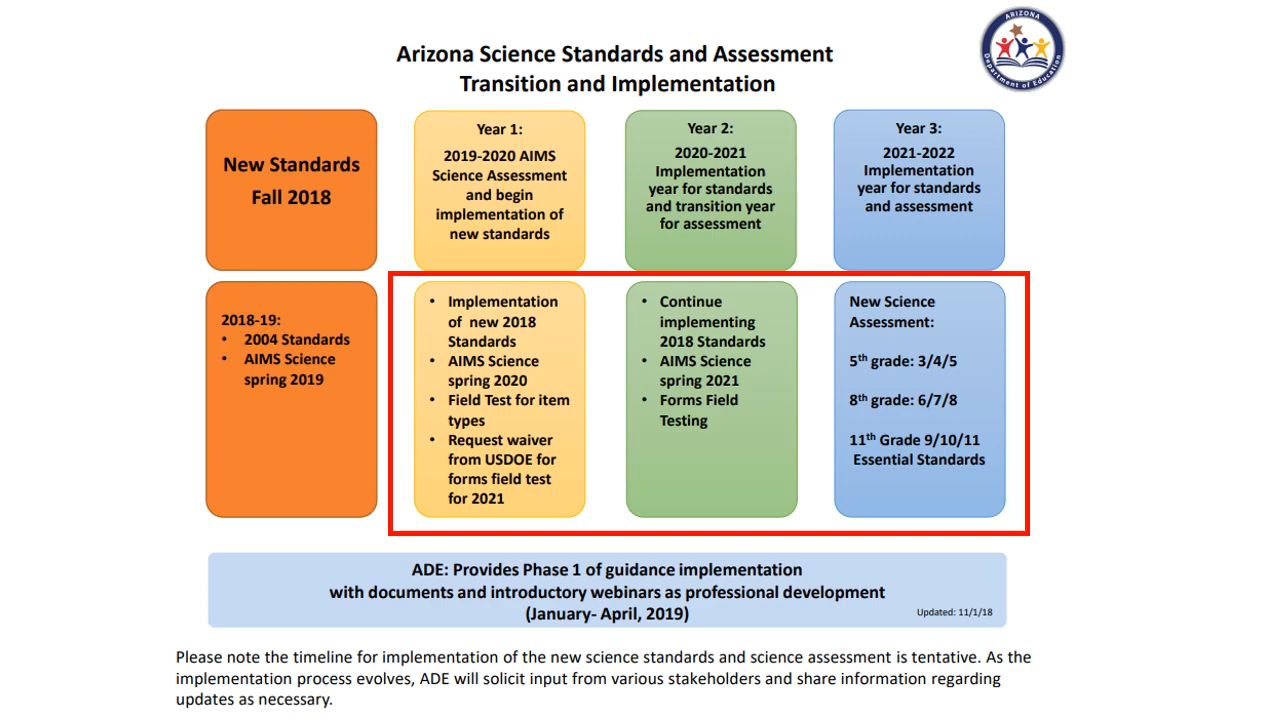 ARIZONA
Department of Education
Arizona Science Standards and Assessment
Transition and Implementation
New Standards
Fall 2018
Year 1:
2019-2020 AIMS
Science Assessment
and begin
implementation of
new standards
Year 2:
2020-2021
Implementation
year for standards
and transition year
for assessment
Year 3:
2021-2022
Implementation
year for standards
and assessment
2018-19:
• 2004 Standards
• AIMS Science
spring 2019
• Implementation
of new 2018
Standards
• AIMS Science
spring 2020
• Field Test for item
types
• Request waiver
from USDOE for
forms field test
for 2021
• Continue
implementing
2018 Standards
• AIMS Science
spring 2021
• Forms Field
Testing
New Science
Assessment:
5th grade: 3/4/5
8th grade: 6/7/8
11th Grade 9/10/11
Essential Standards
ADE: Provides Phase 1 of guidance implementation
with documents and introductory webinars as professional development
(January- April, 2019)
Updated: 11/1/18
Please note the timeline for implementation of the new science standards and science assessment is tentative. As the
implementation process evolves, ADE will solicit input from various stakeholders and share information regarding
updates as necessary.